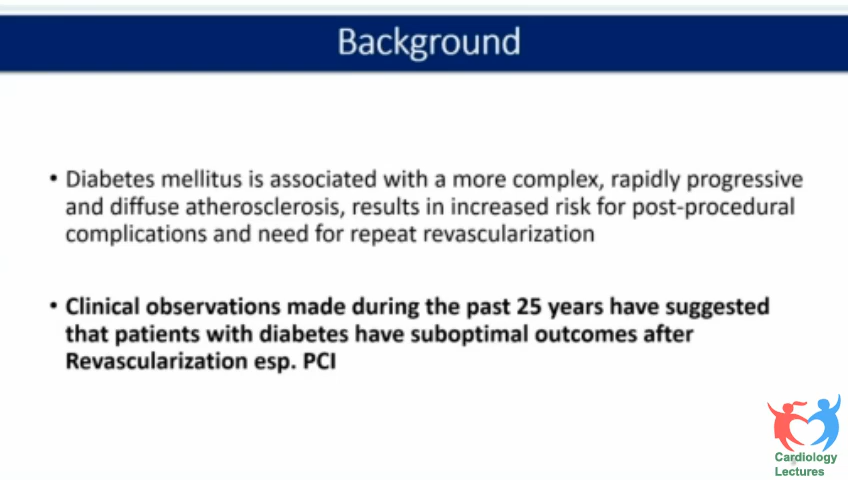 Background
• Diabetes mellitus is associated with a more complex, rapidly progressive
and diffuse atherosclerosis, results in increased risk for post-procedural
complications and need for repeat revascularization
• Clinical observations made during the past 25 years have suggested
that patients with diabetes have suboptimal outcomes after
Revascularization esp. PCI
Cardiology
Lectures